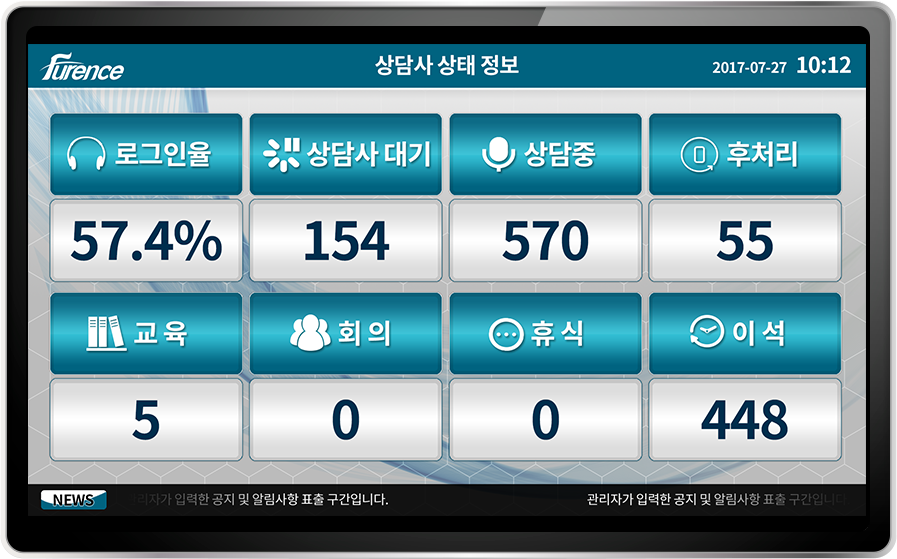 Furence
상담사 상태 정보
2017-07-27 10:12
로그인율
상담사 대기
상담중
후처리
57.4%
154
570
55
교육
회의
휴식
이석
5
0
0
448
NEWS
관리자가 입력한 공지 및 알림사항 표출 구간입니다.
관리자가 입력한 공지 및 알림사항 표출 구간입니다.